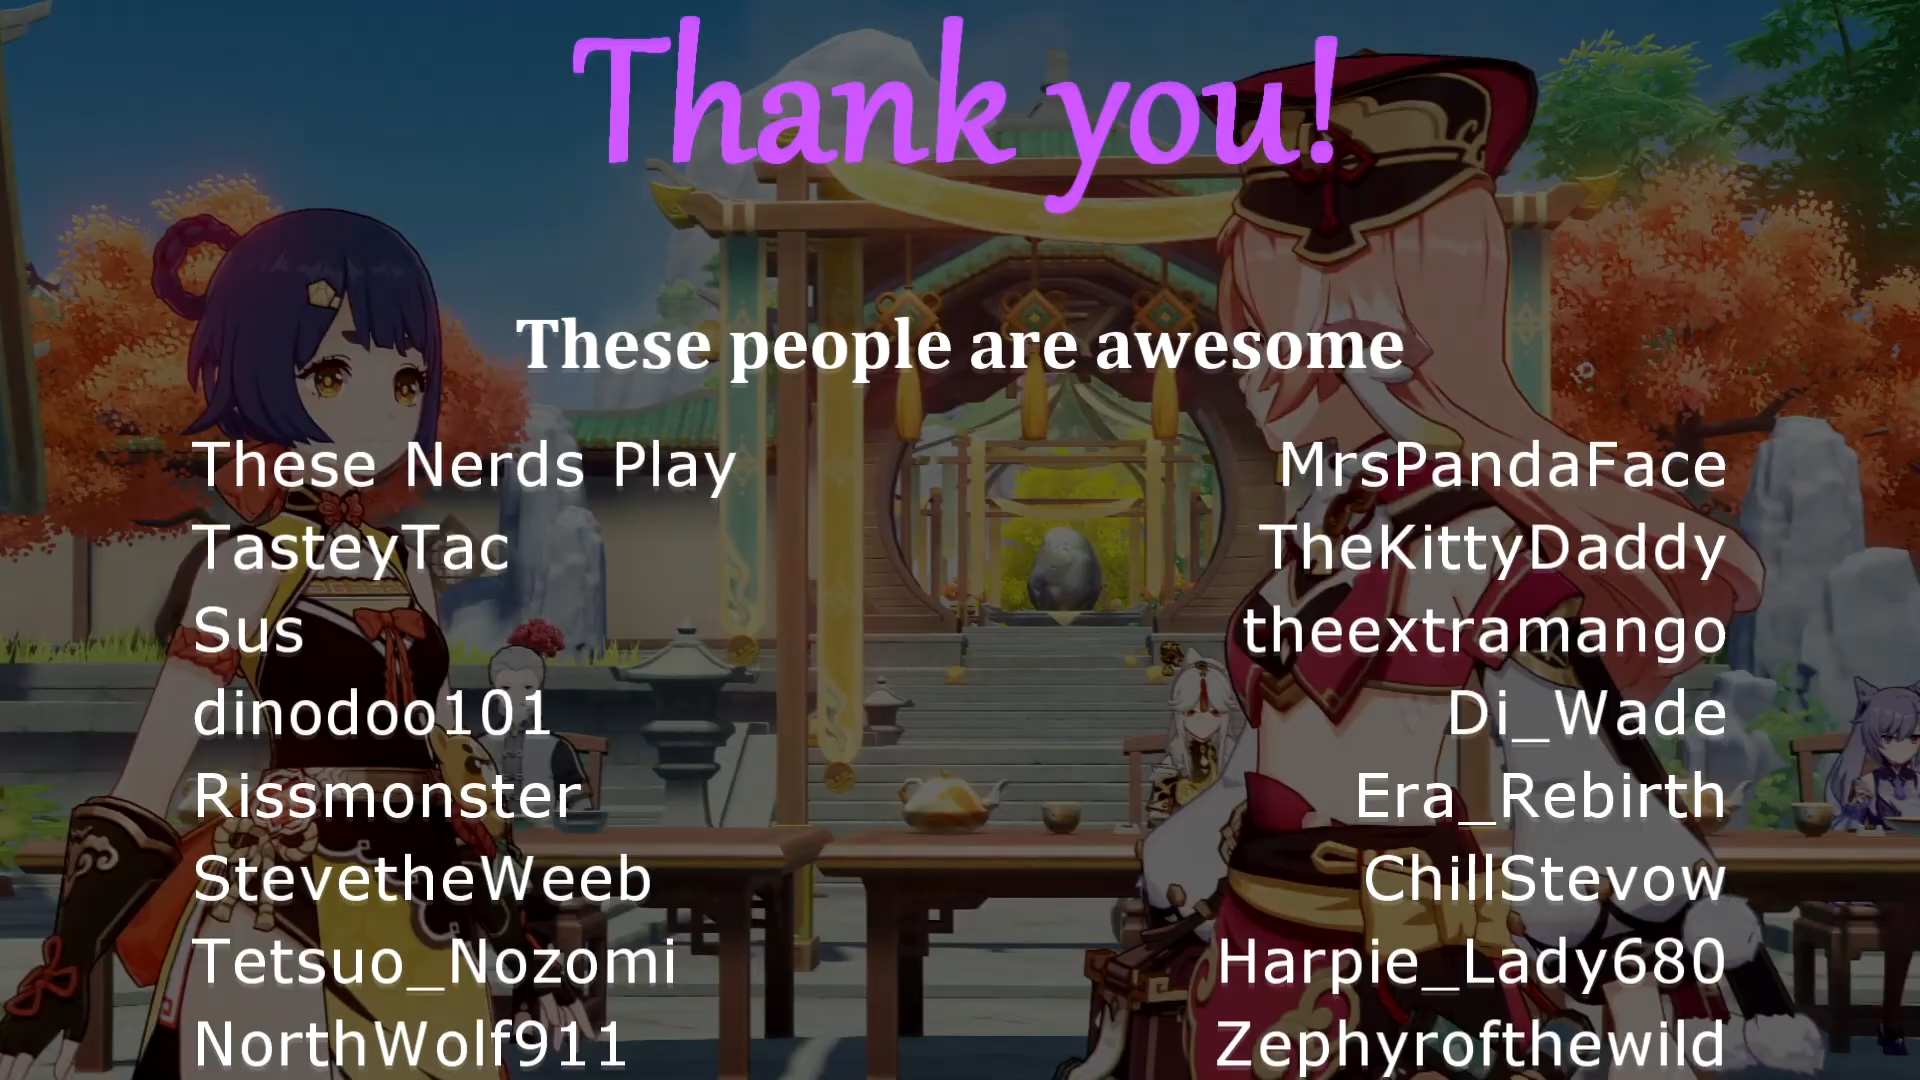 Thank you!
These people are awesome
These Nerds Play
MrsPandaFace
TasteyTac
TheKittyDaddy
Sus
theextramango
dinodoo101
Di_Wade
Rissmonster
Era_Rebirth
StevetheWeeb
ChillStevow
Tetsuo_Nozomi
Harpie_Lady680
NorthWolf911
Zephyrofthewild